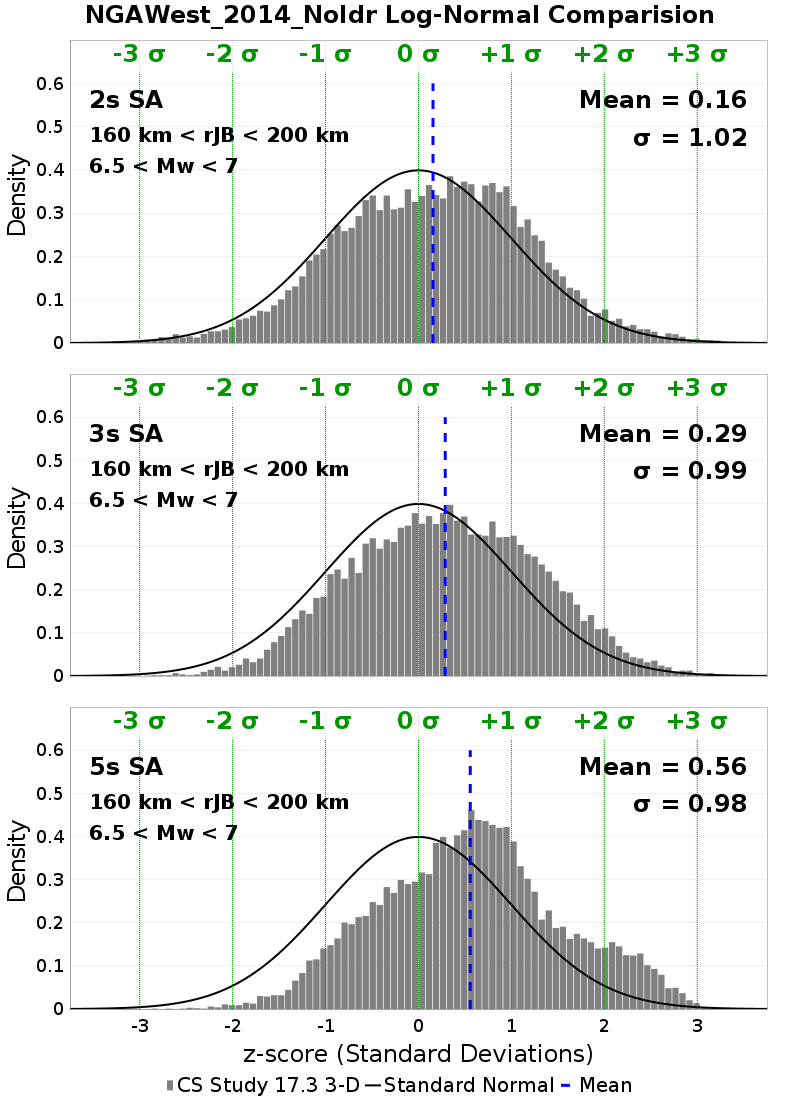 NGAWest_2014_NoIdr Log-Normal Comparision
-3 σ -2 σ -1 σ 0 σ +1 σ +2 σ +3 σ
0.6
2s SA Mean = 0.16
0.5
160 km < rJB < 200 km σ = 1.02
6.5 < Mw < 7
0.4
Density
0.3
0.2
0.1
0
-3 σ -2 σ -1 σ 0 σ +1 σ +2 σ +3 σ
0.6
3s SA Mean = 0.29
0.5
160 km < rJB < 200 km σ = 0.99
6.5 < Mw < 7
0.4
Density
0.3
0.2
0.1
0
-3 σ -2 σ -1 σ 0 σ +1 σ +2 σ +3 σ
0.6
5s SA Mean = 0.56
0.5
160 km < rJB < 200 km σ = 0.98
6.5 < Mw < 7
0.4
Density
0.3
0.2
0.1
0
-3 -2 -1 0 1 2 3
z-score (Standard Deviations)
CS Study 17.3 3-D Standard Normal Mean